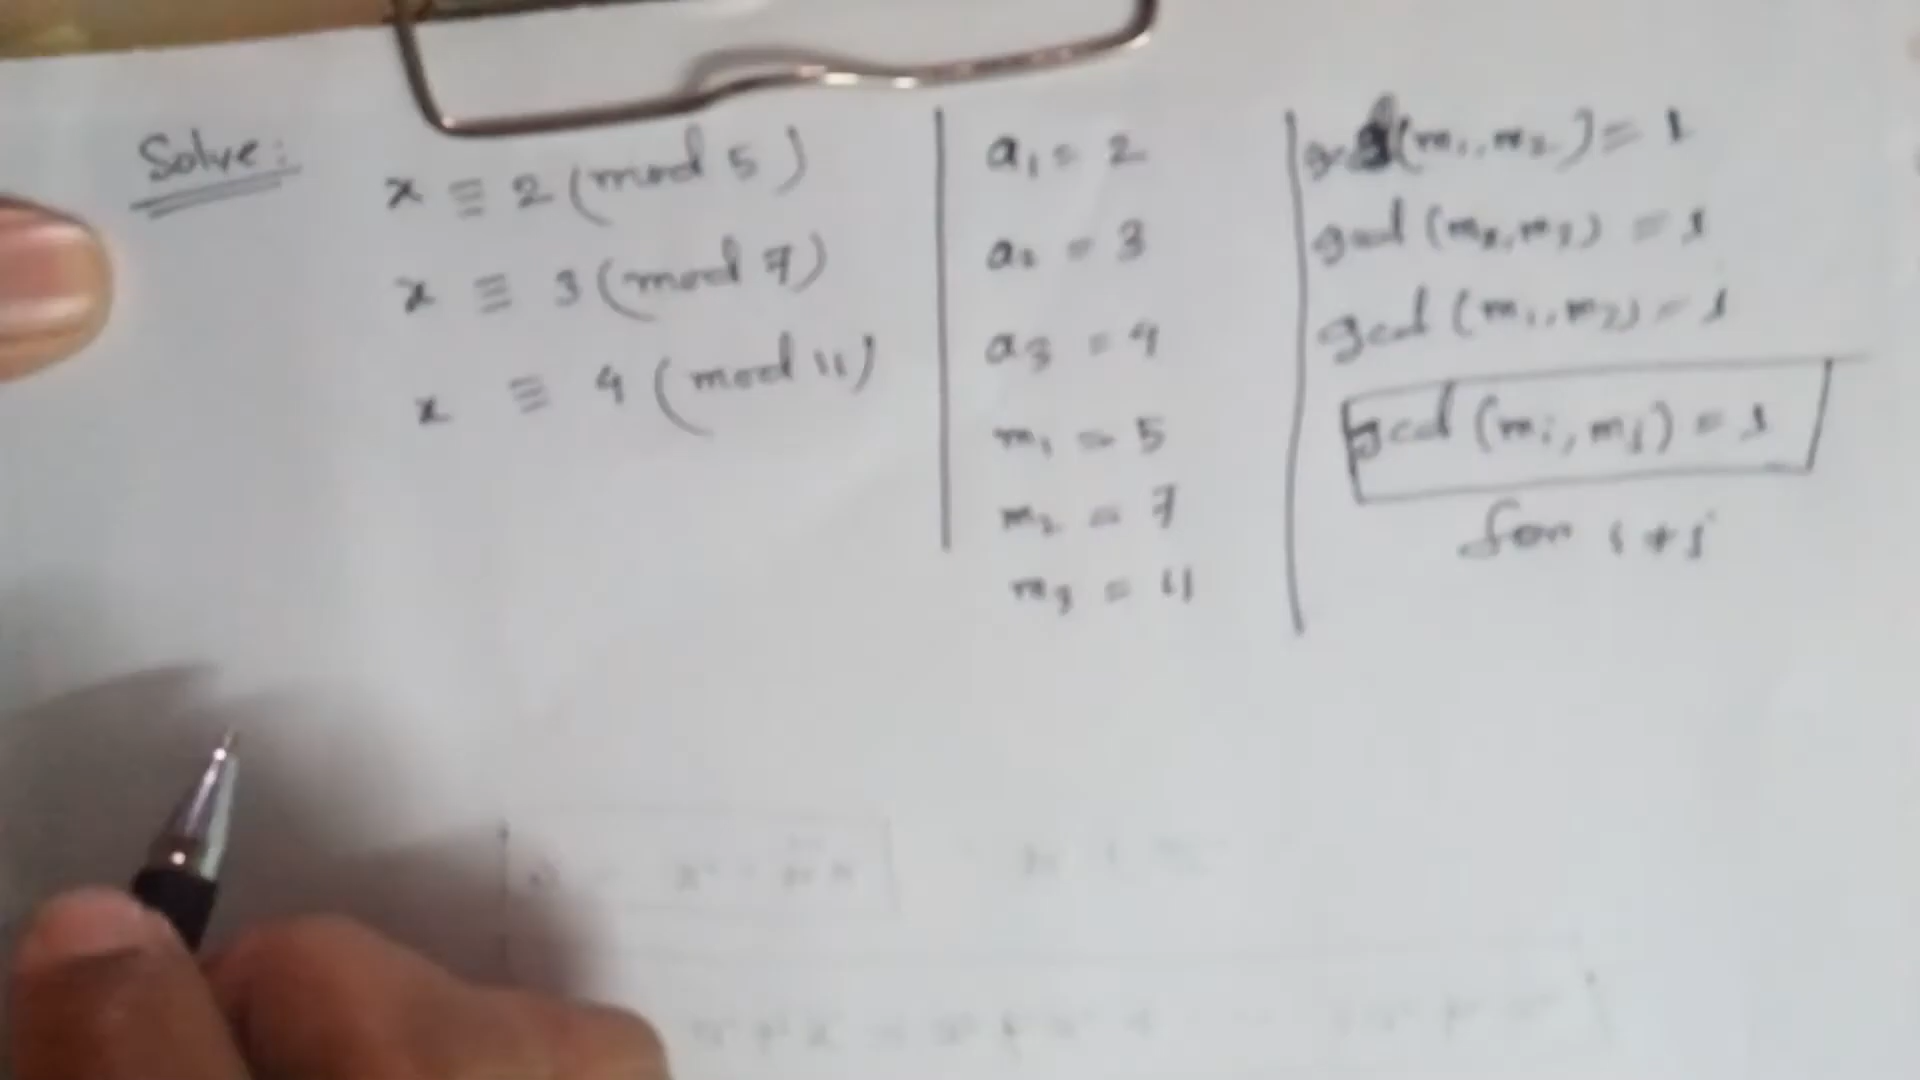 Solve:
x ≡ 2 (mod 5)
x ≡ 3 (mod 7)
x ≡ 4 (mod 11)
a₁ = 2
a₂ = 3
a₃ = 4
m₁ = 5
m₂ = 7
m₃ = 11
gcd (m₁, m₂) = 1
gcd (m₂, m₃) = 1
gcd (m₁, m₂) = 1
gcd (mᵢ, mⱼ) = 1
for i ≠ j